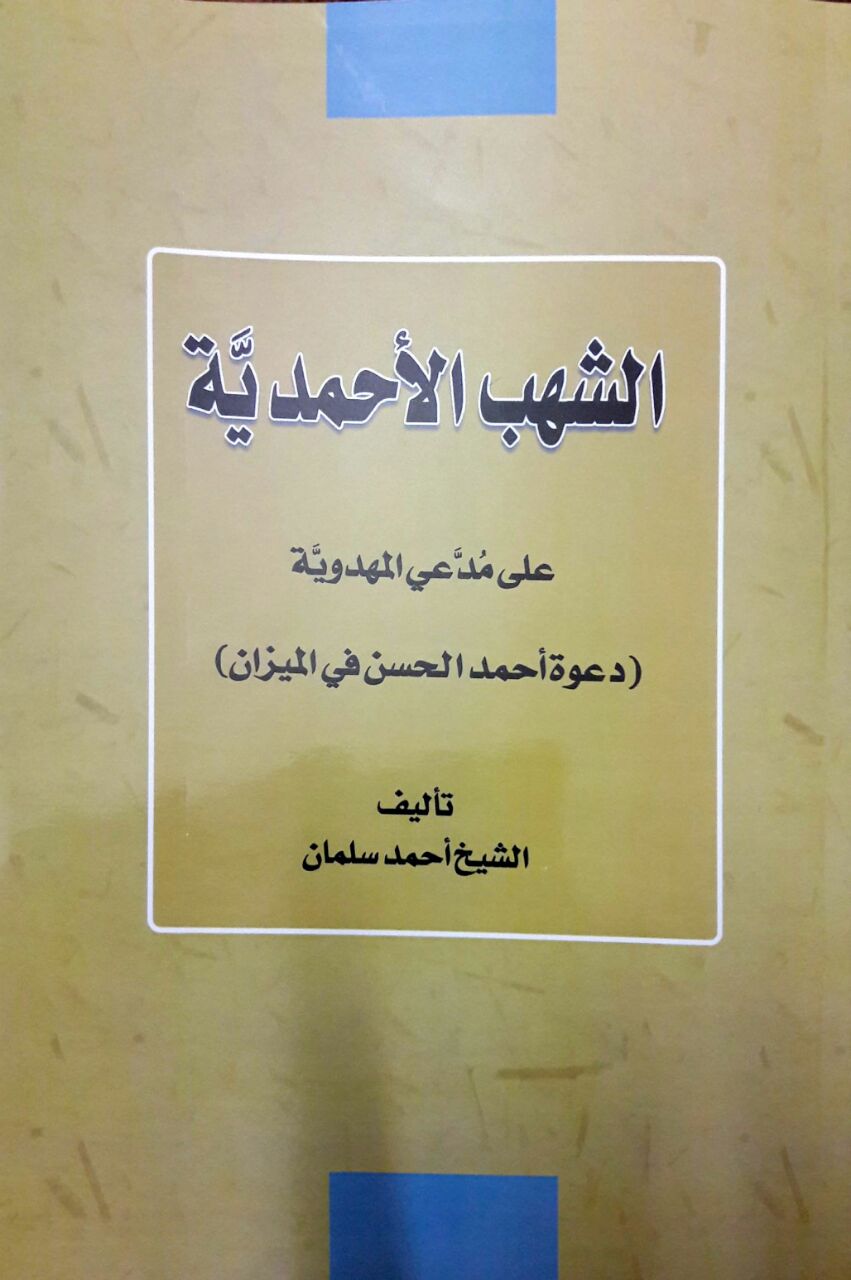 الشهب الأحمديَّة
على مُدَّعي المهدويَّة
(دعوة أحمد الحسن في الميزان)
تأليف
الشيخ أحمد سلمان